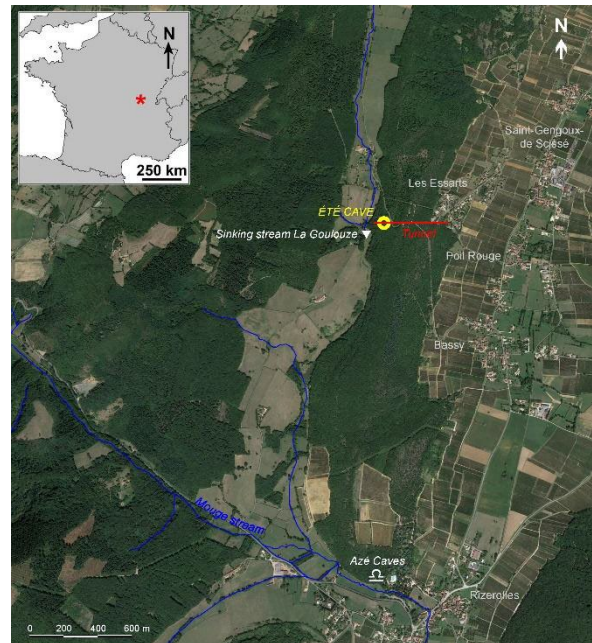 N
250 km
N
Saint-Gengoux-
de Scissé
Les Essarts
ÉTÉ CAVE
Tunnel
Sinking stream La Goulouze
Poil Rouge
Bassy
Mouge stream
Azé Caves
Rizerolles
0 200 400 600 m